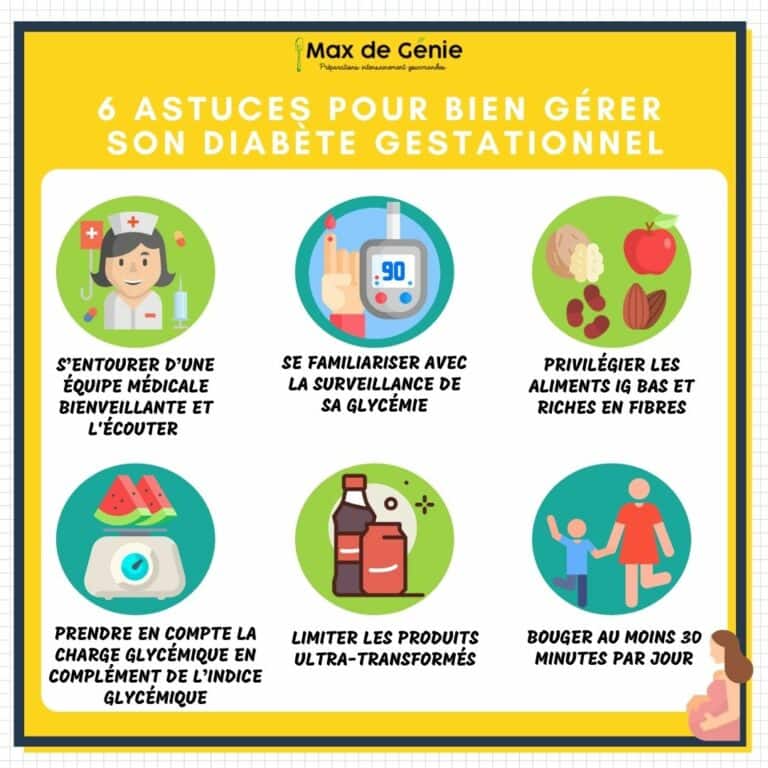 Max de Génie
Préparations intensément gourmandes
6 ASTUCES POUR BIEN GÉRER
SON DIABÈTE GESTATIONNEL
S'ENTOURER D'UNE
ÉQUIPE MÉDICALE
BIENVEILLANTE ET
L'ÉCOUTER
90
SE FAMILIARISER AVEC
LA SURVEILLANCE DE
SA GLYCÉMIE
PRIVILÉGIER LES
ALIMENTS IG BAS ET
RICHES EN FIBRES
PRENDRE EN COMPTE LA
CHARGE GLYCÉMIQUE EN
COMPLÉMENT DE L'INDICE
GLYCÉMIQUE
LIMITER LES PRODUITS
ULTRA-TRANSFORMÉS
BOUGER AU MOINS 30
MINUTES PAR JOUR